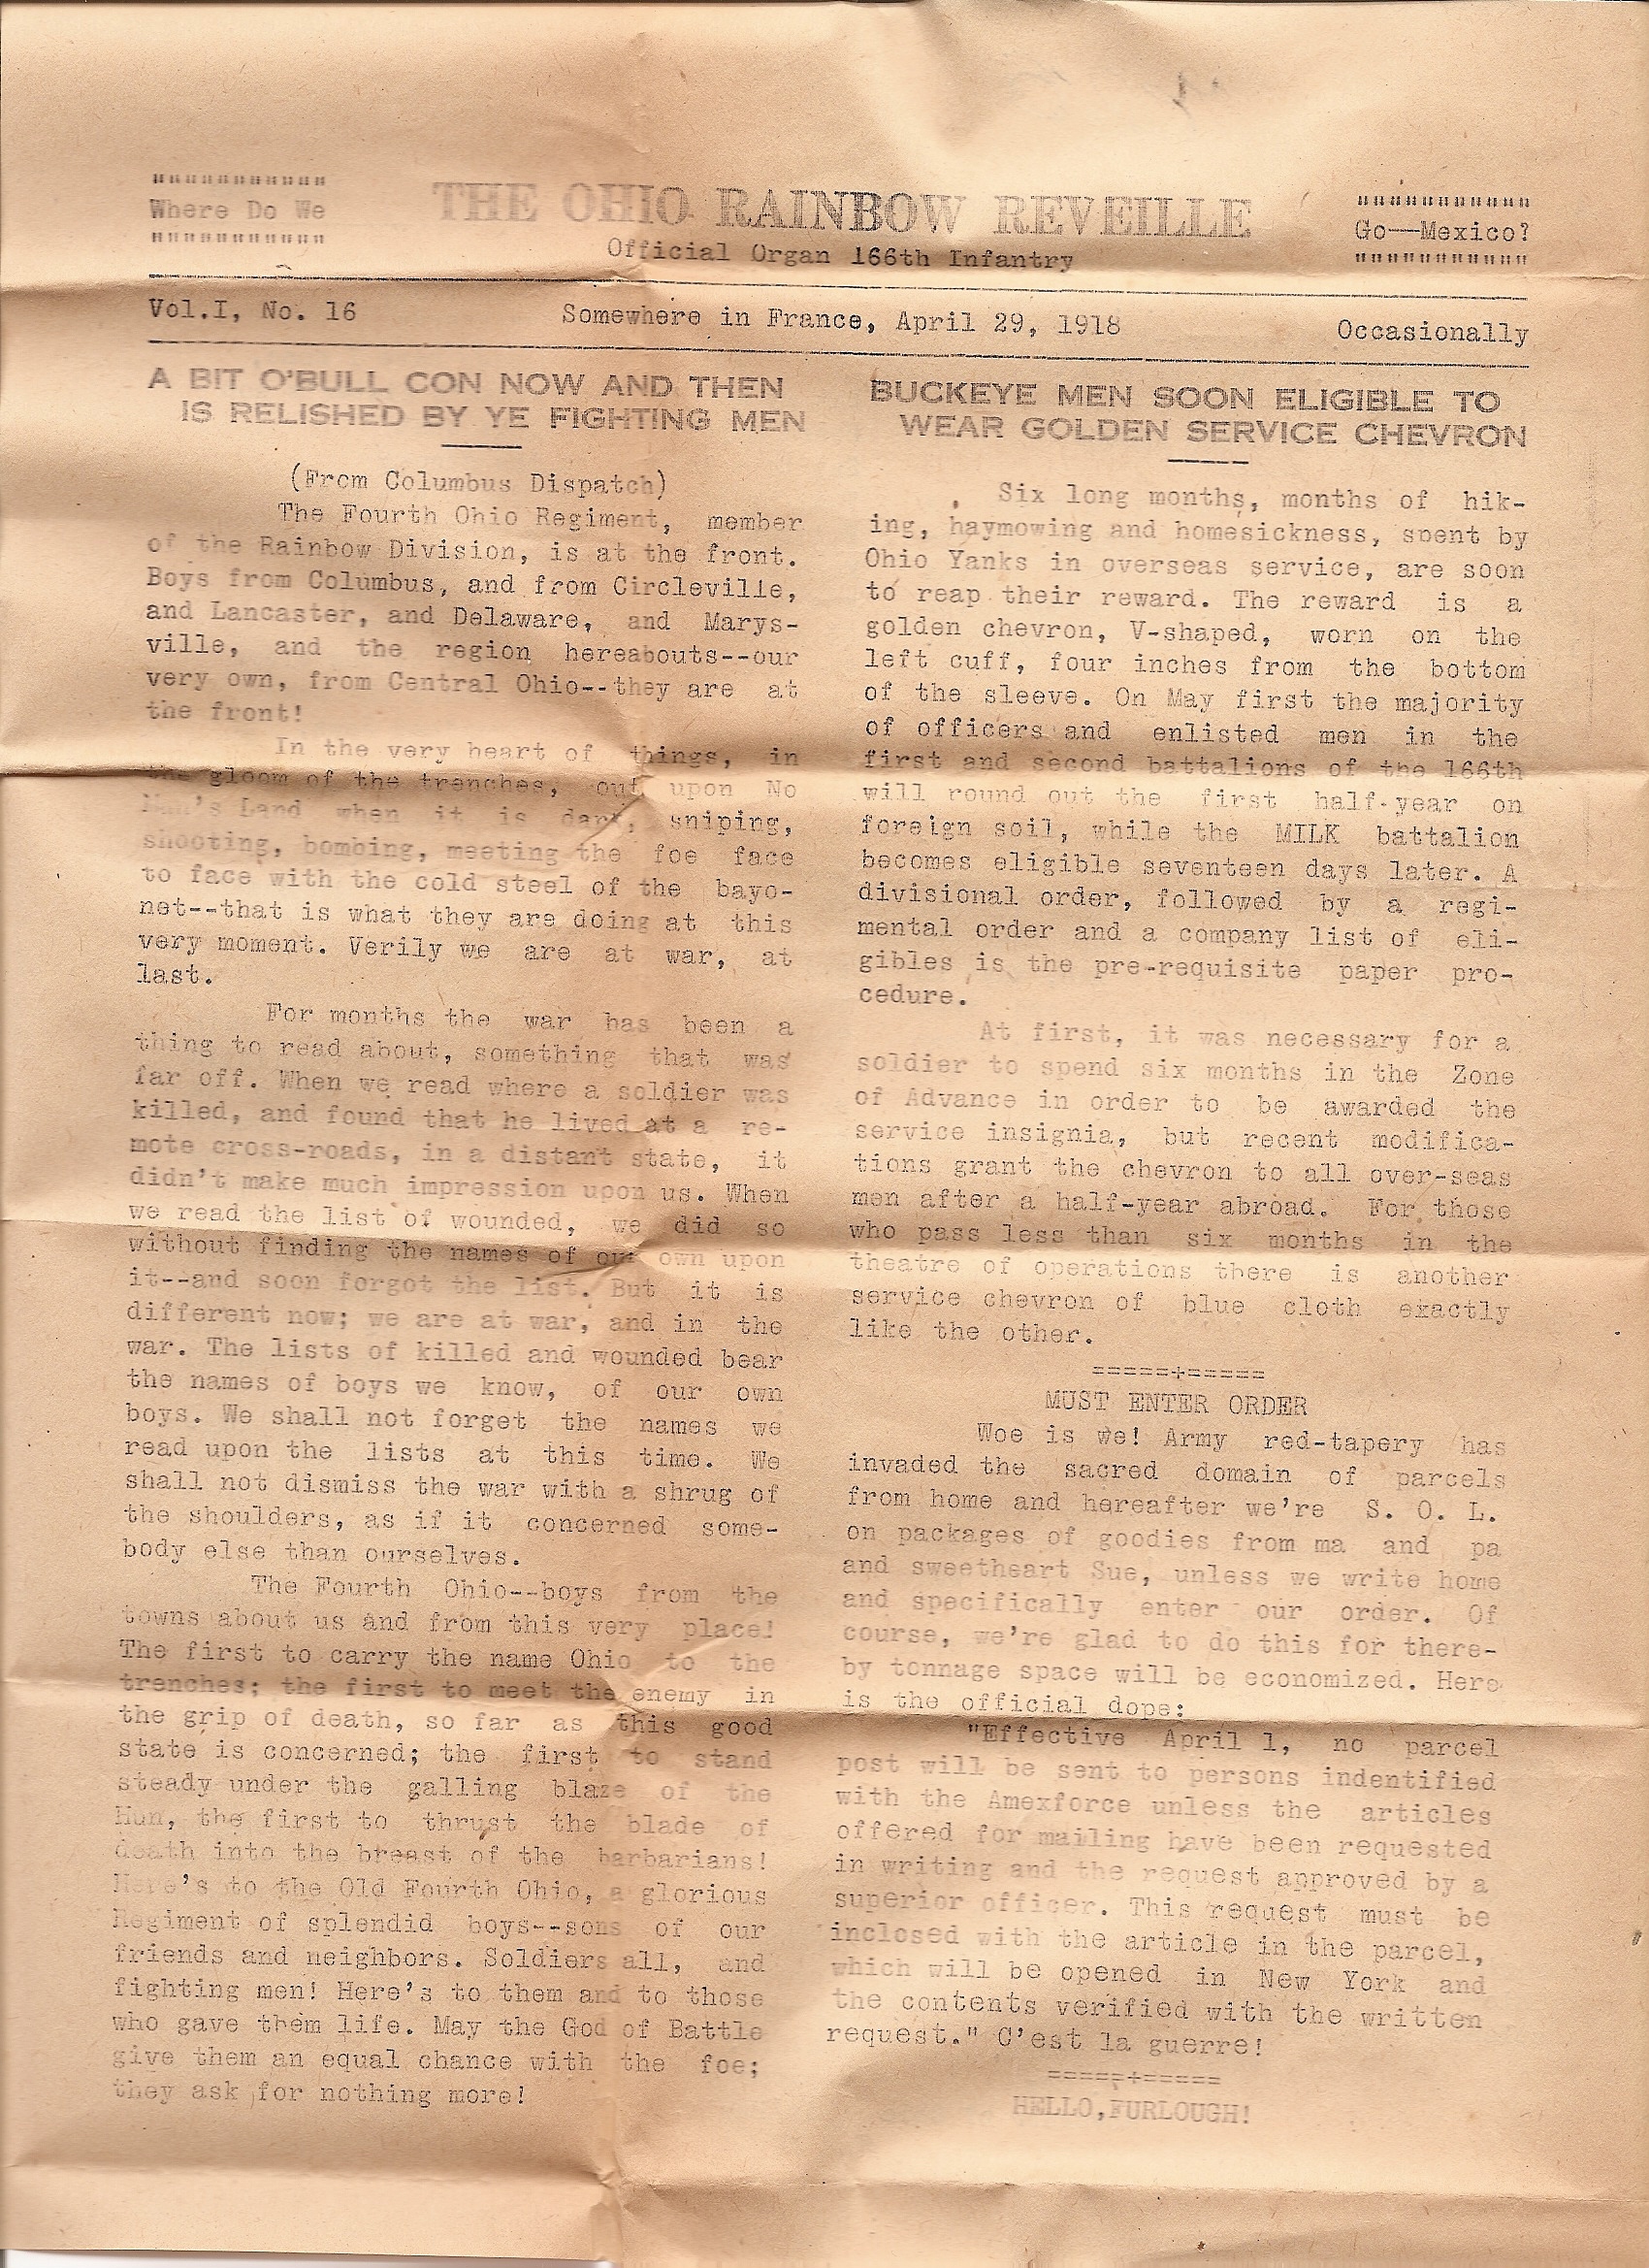 """""""""""
Where Do We
"""""""""""
THE OHIO RAINBOW REVEILLE
Official Organ 166th Infantry
"""""""""""
Go--Mexico?
"""""""""""
Vol.I, No. 16
Somewhere in France, April 29, 1918
Occasionally
A BIT O'BULL CON NOW AND THEN
IS RELISHED BY YE FIGHTING MEN
(From Columbus Dispatch)
The Fourth Ohio Regiment, member
of the Rainbow Division, is at the front.
Boys from Columbus, and from Circleville,
and Lancaster, and Delaware, and Marys-
ville, and the region hereabouts--our
very own, from Central Ohio--they are at
the front!
In the very heart of things, in
the gloom of the trenches, out upon No
Man's Land when it is dark, sniping,
shooting, bombing, meeting the foe face
to face with the cold steel of the bayo-
net--that is what they are doing at this
very moment. Verily we are at war, at
last.
For months the war has been a
thing to read about, something that was
far off. When we read where a soldier was
killed, and found that he lived at a re-
mote cross-roads, in a distant state, it
didn't make much impression upon us. When
we read the list of wounded, we did so
without finding the names of our own upon
it--and soon forgot the list. But it is
different now; we are at war, and in the
war. The lists of killed and wounded bear
the names of boys we know, of our own
boys. We shall not forget the names we
read upon the lists at this time. We
shall not dismiss the war with a shrug of
the shoulders, as if it concerned some-
body else than ourselves.
The Fourth Ohio--boys from the
towns about us and from this very place!
The first to carry the name Ohio to the
trenches; the first to meet the enemy in
the grip of death, so far as this good
state is concerned; the first to stand
steady under the galling blaze of the
Hun, the first to thrust the blade of
death into the breast of the barbarians!
Here's to the Old Fourth Ohio, a glorious
Regiment of splendid boys--sons of our
friends and neighbors. Soldiers all, and
fighting men! Here's to them and to those
who gave them life. May the God of Battle
give them an equal chance with the foe;
they ask for nothing more!
BUCKEYE MEN SOON ELIGIBLE TO
WEAR GOLDEN SERVICE CHEVRON
Six long months, months of hik-
ing, haymowing and homesickness, spent by
Ohio Yanks in overseas service, are soon
to reap their reward. The reward is a
golden chevron, V-shaped, worn on the
left cuff, four inches from the bottom
of the sleeve. On May first the majority
of officers and enlisted men in the
first and second battalions of the 166th
will round out the first half-year on
foreign soil, while the MILK battalion
becomes eligible seventeen days later. A
divisional order, followed by a regi-
mental order and a company list of eli-
gibles is the pre-requisite paper pro-
cedure.
At first, it was necessary for a
soldier to spend six months in the Zone
of Advance in order to be awarded the
service insignia, but recent modifica-
tions grant the chevron to all over-seas
men after a half-year abroad. For those
who pass less than six months in the
theatre of operations there is another
service chevron of blue cloth exactly
like the other.
=====+=====
MUST ENTER ORDER
Woe is we! Army red-tapery has
invaded the sacred domain of parcels
from home and hereafter we're S. O. L.
on packages of goodies from ma and pa
and sweetheart Sue, unless we write home
and specifically enter our order. Of
course, we're glad to do this for there-
by tonnage space will be economized. Here
is the official dope:
"Effective April 1, no parcel
post will be sent to persons indentified
with the Amexforce unless the articles
offered for mailing have been requested
in writing and the request approved by a
superior officer. This request must be
inclosed with the article in the parcel,
which will be opened in New York and
the contents verified with the written
request." C'est la guerre!
=====+=====
HELLO,FURLOUGH!